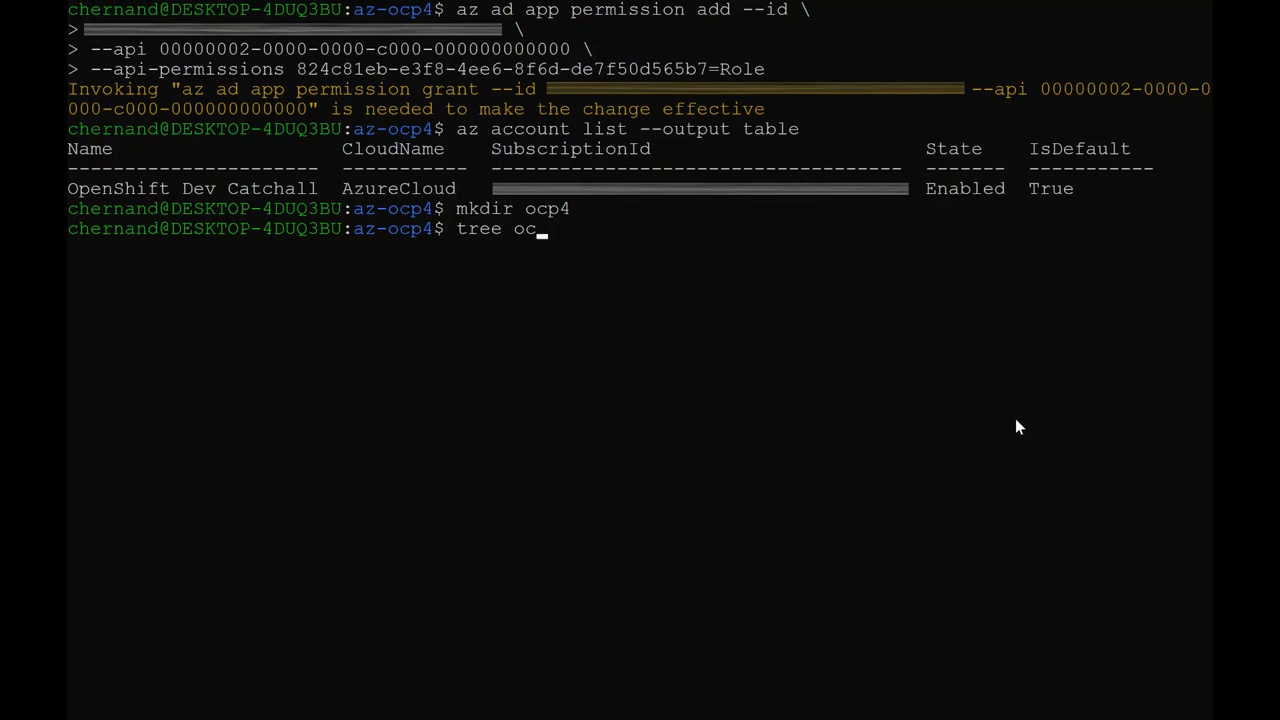 chernand@DESKTOP-4DUQ3BU:az-ocp4$ az ad app permission add --id \
> \
> --api 00000002-0000-0000-c000-000000000000 \
> --api-permissions 824c81eb-e3f8-4ee6-8f6d-de7f50d565b7=Role
Invoking "az ad app permission grant --id --api 00000002-0000-0
000-c000-000000000000" is needed to make the change effective
chernand@DESKTOP-4DUQ3BU:az-ocp4$ az account list --output table
Name CloudName SubscriptionId State IsDefault
---------------------- ----------- ------------------------------------ ------- -----------
OpenShift Dev Catchall AzureCloud Enabled True
chernand@DESKTOP-4DUQ3BU:az-ocp4$ mkdir ocp4
chernand@DESKTOP-4DUQ3BU:az-ocp4$ tree oc